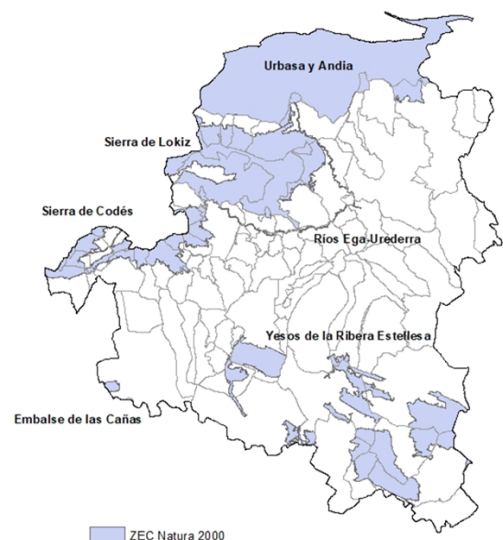 Urbasa y Andia
Sierra de Lokiz
Sierra de Codés
Ríos Ega-Urederra
Yesos de la Ribera Estellesa
Embalse de las Cañas
ZEC Natura 2000